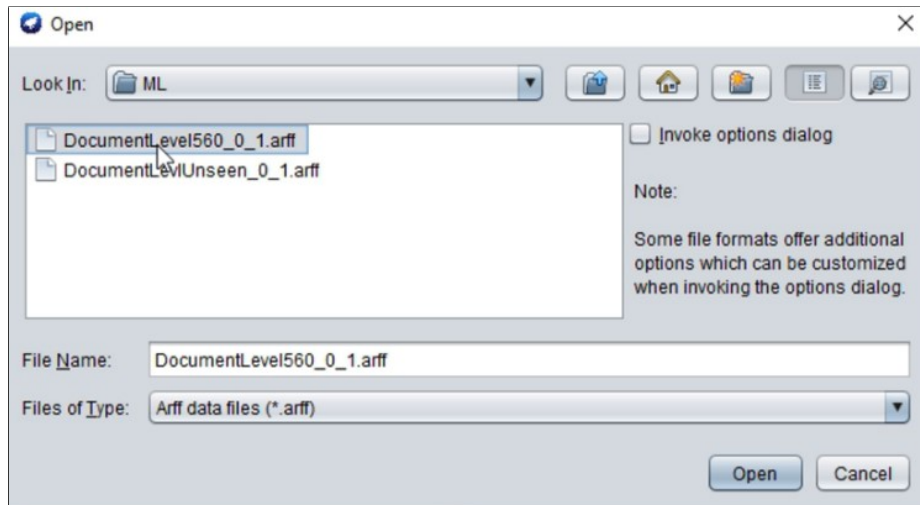 Open
Look In:
ML
DocumentLevel560_0_1.arff
DocumentLevlUnseen_0_1.arff
Invoke options dialog
Note:
Some file formats offer additional
options which can be customized
when invoking the options dialog.
File Name:
DocumentLevel560_0_1.arff
Files of Type:
Arff data files (*.arff)
Open
Cancel